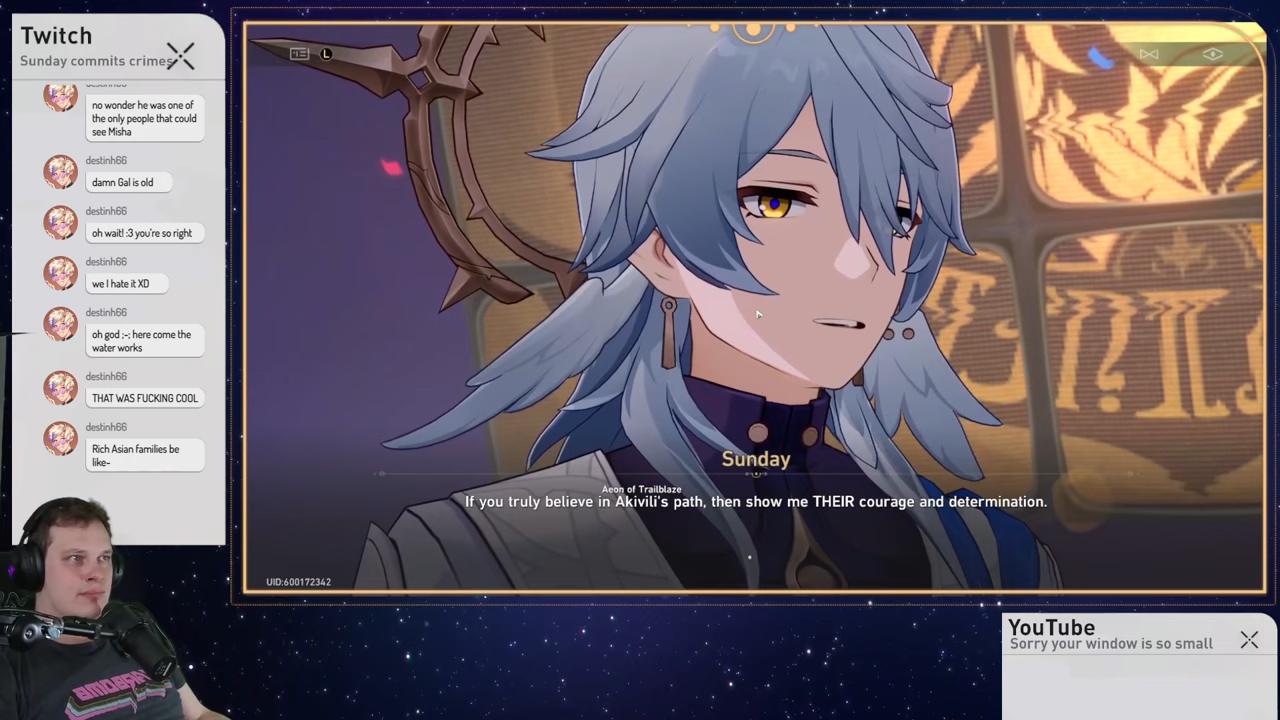 Twitch
Sunday commits crimes
no wonder he was one of
the only people that could
see Misha
destinh66
damn Gal is old
destinh66
oh wait! :3 you're so right
destinh66
we I hate it XD
destinh66
oh god ;-; here come the
water works
destinh66
THAT WAS FUCKING COOL
destinh66
Rich Asian families be
like-
L
Sunday
Aeon of Trailblaze
If you truly believe in Akivili's path, then show me THEIR courage and determination.
UID:600172342
YouTube
Sorry your window is so small